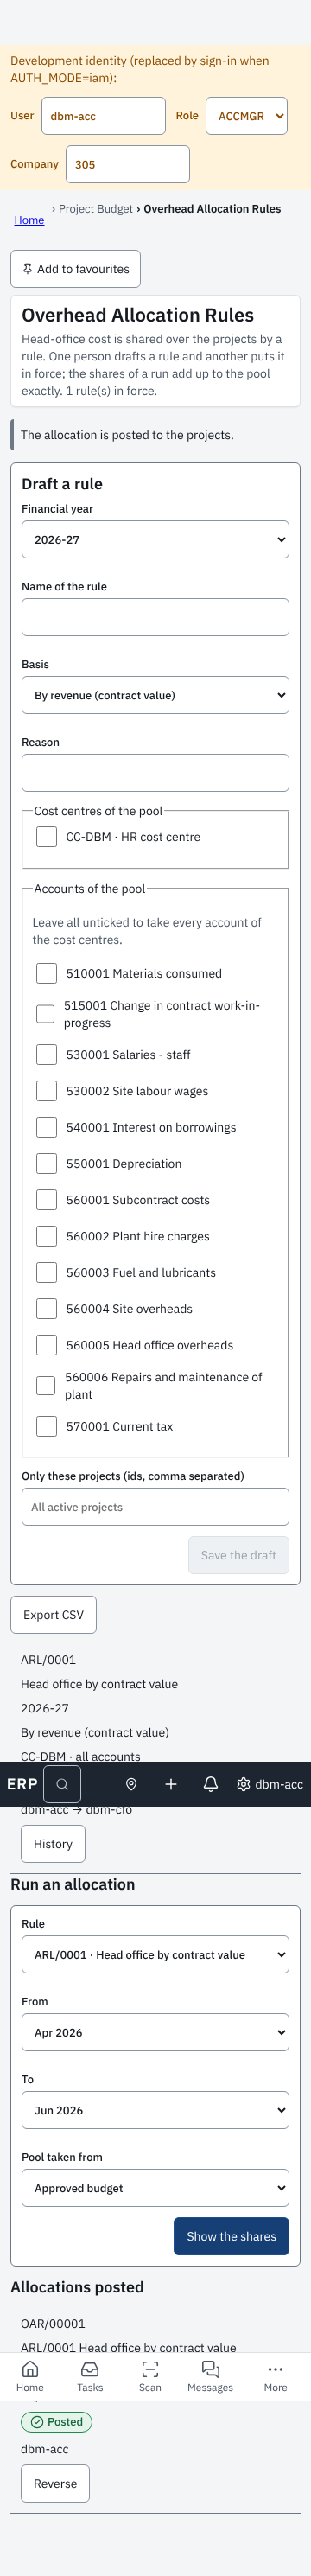 Development identity (replaced by sign-in when
AUTH_MODE=iam):
User dbm-acc Role ACCMGR
Company 305
Home › Project Budget › Overhead Allocation Rules
Add to favourites
Overhead Allocation Rules
Head-office cost is shared over the projects by a
rule. One person drafts a rule and another puts it
in force; the shares of a run add up to the pool
exactly. 1 rule(s) in force.
The allocation is posted to the projects.
Draft a rule
Financial year
2026-27
Name of the rule
Basis
By revenue (contract value)
Reason
Cost centres of the pool
CC-DBM · HR cost centre
Accounts of the pool
Leave all unticked to take every account of
the cost centres.
510001 Materials consumed
515001 Change in contract work-in-
progress
530001 Salaries - staff
530002 Site labour wages
540001 Interest on borrowings
550001 Depreciation
560001 Subcontract costs
560002 Plant hire charges
560003 Fuel and lubricants
560004 Site overheads
560005 Head office overheads
560006 Repairs and maintenance of
plant
570001 Current tax
Only these projects (ids, comma separated)
All active projects
Save the draft
Export CSV
ARL/0001
Head office by contract value
2026-27
By revenue (contract value)
CC-DBM · all accounts
ERP dbm-acc
dbm-acc → dbm-cfo
History
Run an allocation
Rule
ARL/0001 · Head office by contract value
From
Apr 2026
To
Jun 2026
Pool taken from
Approved budget
Show the shares
Allocations posted
OAR/00001
ARL/0001 Head office by contract value
Home Tasks Scan Messages More
Posted
dbm-acc
Reverse